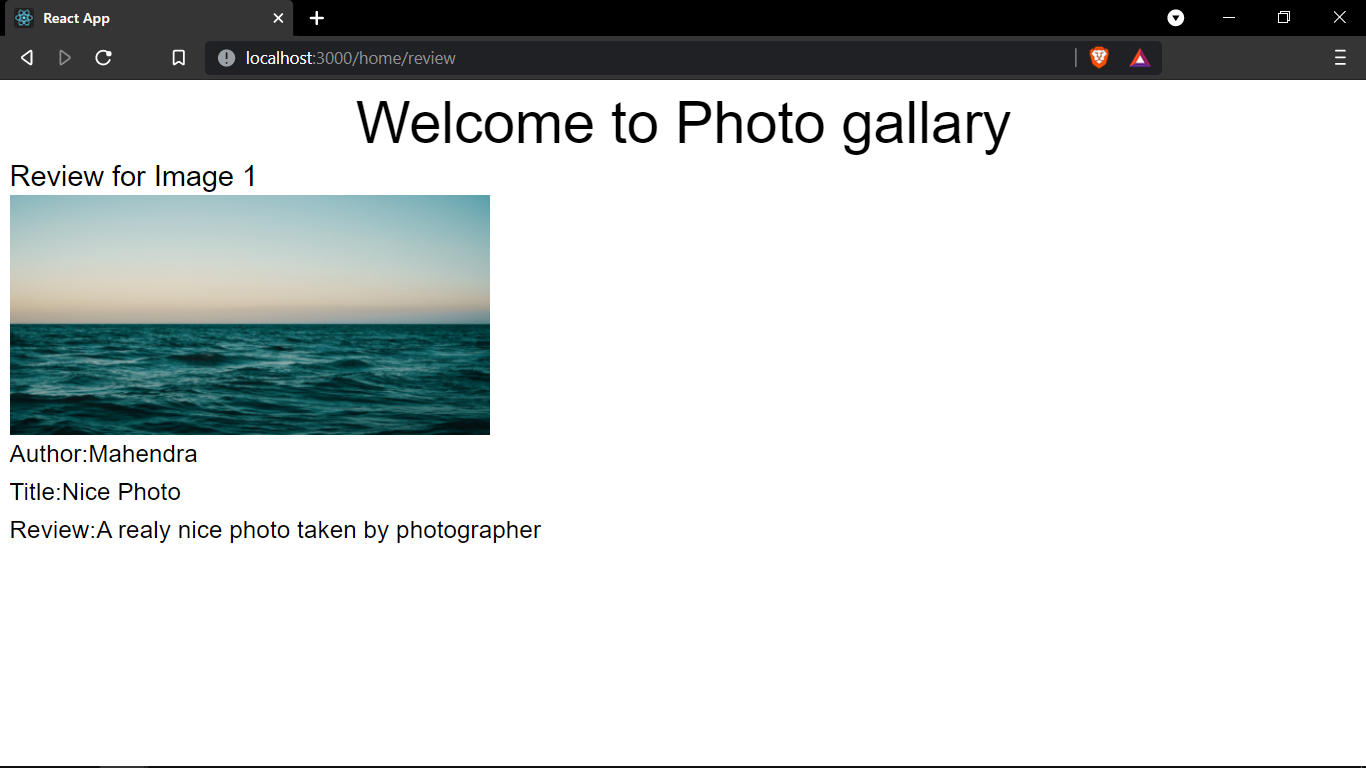 React App
localhost:3000/home/review
Welcome to Photo gallary
Review for Image 1
Author:Mahendra
Title:Nice Photo
Review:A realy nice photo taken by photographer